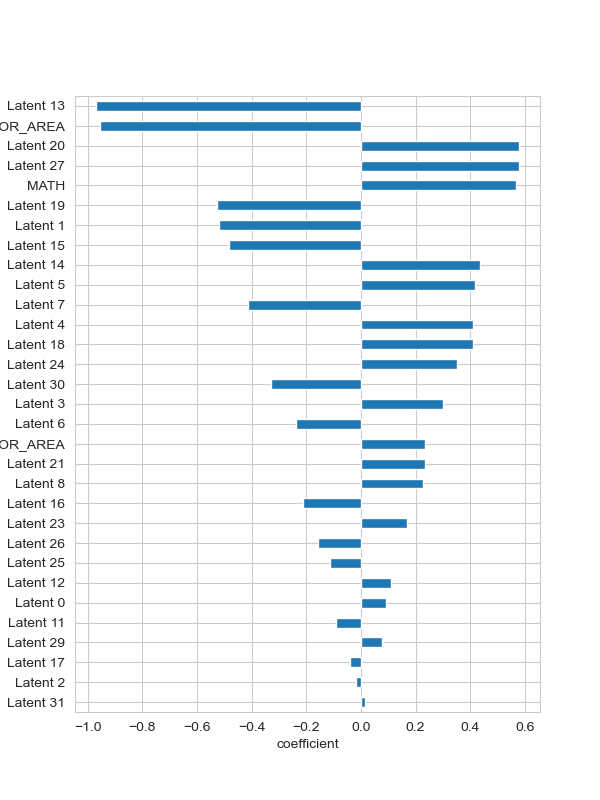 Latent 13
OR_AREA
Latent 20
Latent 27
MATH
Latent 19
Latent 1
Latent 15
Latent 14
Latent 5
Latent 7
Latent 4
Latent 18
Latent 24
Latent 30
Latent 3
Latent 6
OR_AREA
Latent 21
Latent 8
Latent 16
Latent 23
Latent 26
Latent 25
Latent 12
Latent 0
Latent 11
Latent 29
Latent 17
Latent 2
Latent 31
−1.0 −0.8 −0.6 −0.4 −0.2 0.0 0.2 0.4 0.6
coefficient